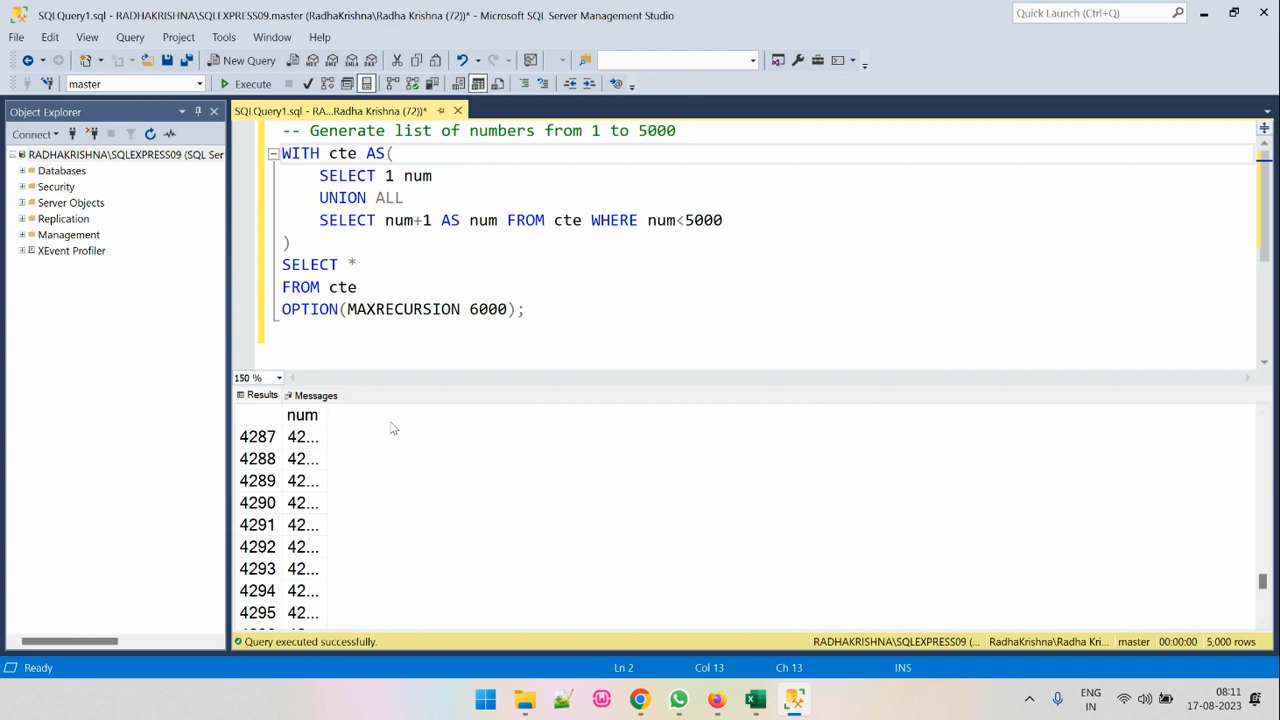 SQLQuery1.sql - RADHAKRISHNA\SQLEXPRESS09.master (RadhaKrishna\Radha Krishna (72))* - Microsoft SQL Server Management Studio
Quick Launch (Ctrl+Q)
File Edit View Query Project Tools Window Help
New Query
master
Execute
Object Explorer
Connect
RADHAKRISHNA\SQLEXPRESS09 (SQL Ser
Databases
Security
Server Objects
Replication
Management
XEvent Profiler
SQLQuery1.sql - RA...Radha Krishna (72))*
-- Generate list of numbers from 1 to 5000
WITH cte AS(
SELECT 1 num
UNION ALL
SELECT num+1 AS num FROM cte WHERE num<5000
)
SELECT *
FROM cte
OPTION(MAXRECURSION 6000);
150 %
Results Messages
num
4287 42...
4288 42...
4289 42...
4290 42...
4291 42...
4292 42...
4293 42...
4294 42...
4295 42...
Query executed successfully.
RADHAKRISHNA\SQLEXPRESS09 (... RadhaKrishna\Radha Kri... master 00:00:00 5,000 rows
Ready
Ln 2 Col 13 Ch 13 INS
ENG
IN
08:11
17-08-2023